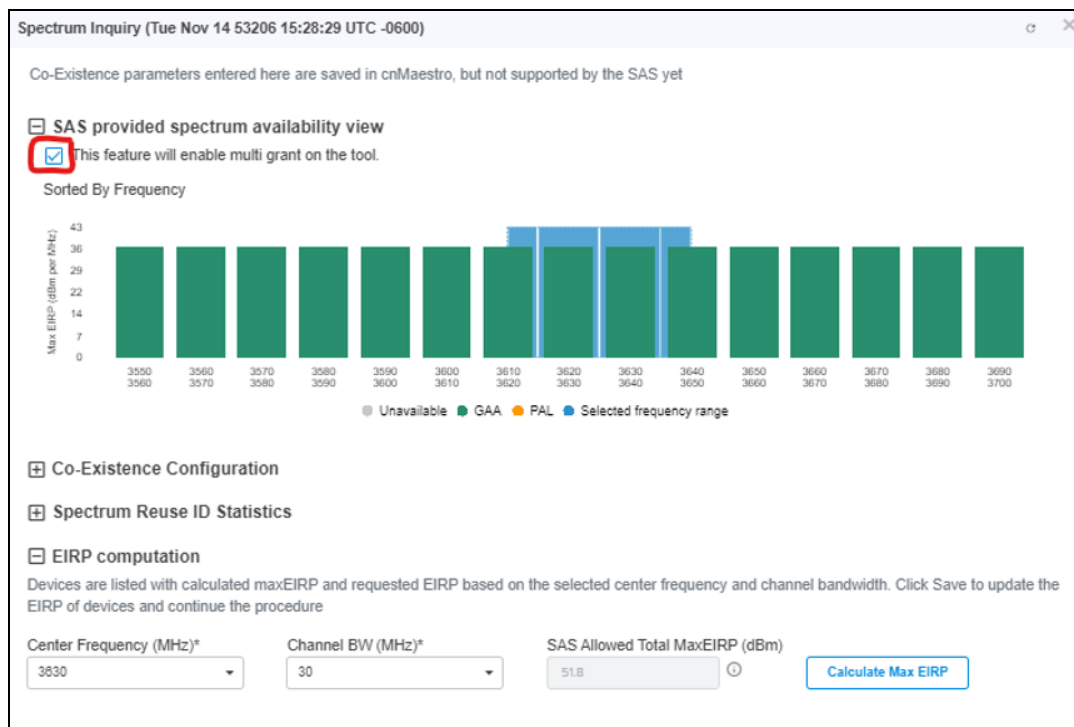 Spectrum Inquiry (Tue Nov 14 53206 15:28:29 UTC -0600)
Co-Existence parameters entered here are saved in cnMaestro, but not supported by the SAS yet
SAS provided spectrum availability view
This feature will enable multi grant on the tool.
Sorted By Frequency
Max EIRP (dBm per MHz)
43
36
29
22
14
7
0
3550 3560 3570 3580 3590 3600 3610 3620 3630 3640 3650 3660 3670 3680 3690
3560 3570 3580 3590 3600 3610 3620 3630 3640 3650 3660 3670 3680 3690 3700
Unavailable GAA PAL Selected frequency range
Co-Existence Configuration
Spectrum Reuse ID Statistics
EIRP computation
Devices are listed with calculated maxEIRP and requested EIRP based on the selected center frequency and channel bandwidth. Click Save to update the
EIRP of devices and continue the procedure
Center Frequency (MHz)* Channel BW (MHz)* SAS Allowed Total MaxEIRP (dBm)
3630 30 51.8 Calculate Max EIRP